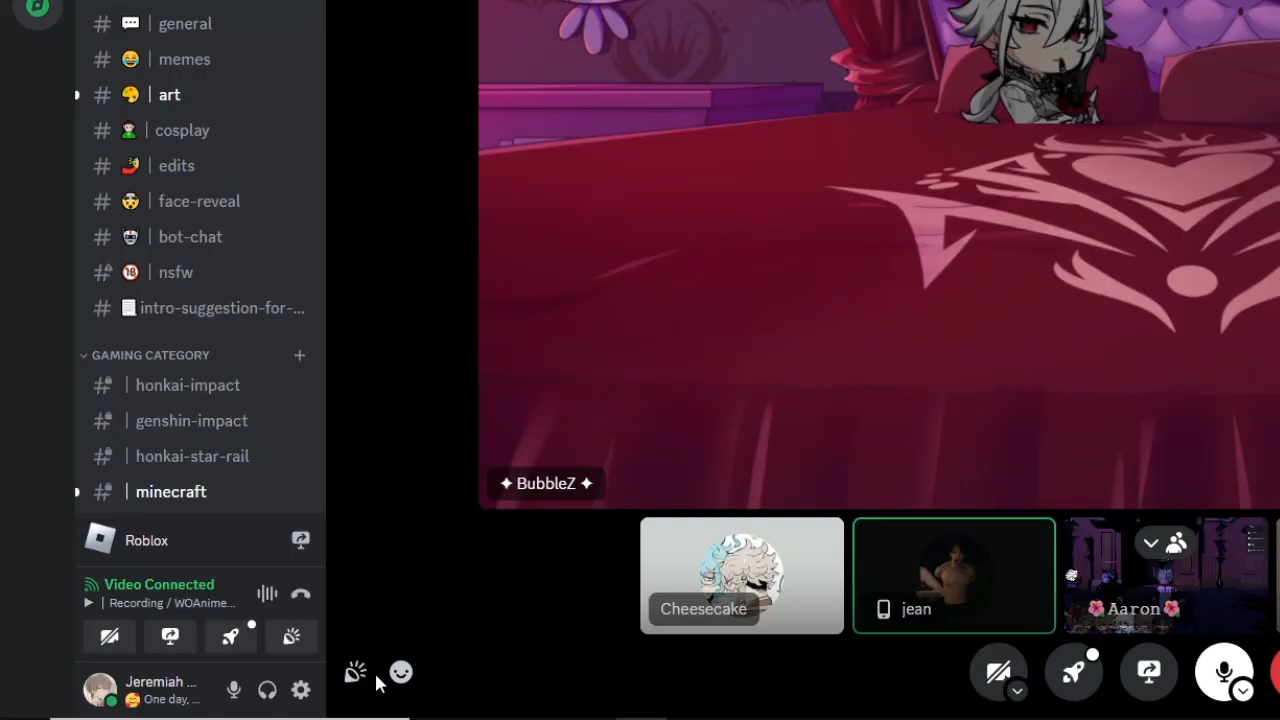 # 💬 general
# 😂 | memes
# 🎨 | art
# | cosplay
# 💅 | edits
# 🤯 | face-reveal
# | bot-chat
# 🔞 | nsfw
# 📃 intro-suggestion-for-...
GAMING CATEGORY +
# | honkai-impact
# | genshin-impact
# | honkai-star-rail
# | minecraft
Roblox
Video Connected
| Recording / WOAnime...
Jeremiah ...
🥰 One day, ...
✦ BubbleZ ✦
Cheesecake
jean
🌺Aaron🌺